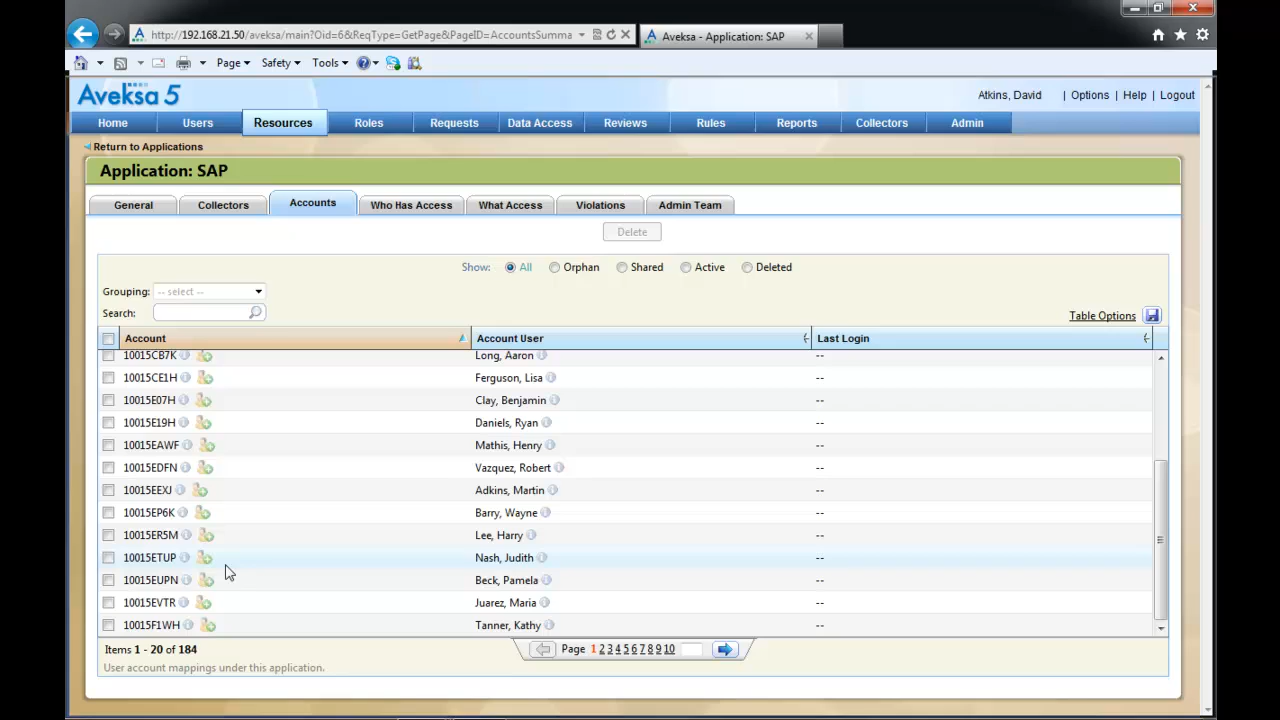 http://192.168.21.50/aveksa/main?Oid=6&ReqType=GetPage&PageID=AccountsSumma
Aveksa - Application: SAP
Page Safety Tools
Aveksa 5
Atkins, David | Options | Help | Logout
Home Users Resources Roles Requests Data Access Reviews Rules Reports Collectors Admin
Return to Applications
Application: SAP
General Collectors Accounts Who Has Access What Access Violations Admin Team
Delete
Show: All Orphan Shared Active Deleted
Grouping: -- select --
Search:
Table Options
Account Account User Last Login
10015CB7K Long, Aaron --
10015CE1H Ferguson, Lisa --
10015E07H Clay, Benjamin --
10015E19H Daniels, Ryan --
10015EAWF Mathis, Henry --
10015EDFN Vazquez, Robert --
10015EEXJ Adkins, Martin --
10015EP6K Barry, Wayne --
10015ER5M Lee, Harry --
10015ETUP Nash, Judith --
10015EUPN Beck, Pamela --
10015EVTR Juarez, Maria --
10015F1WH Tanner, Kathy --
Items 1 - 20 of 184
Page 1 2 3 4 5 6 7 8 9 10
User account mappings under this application.